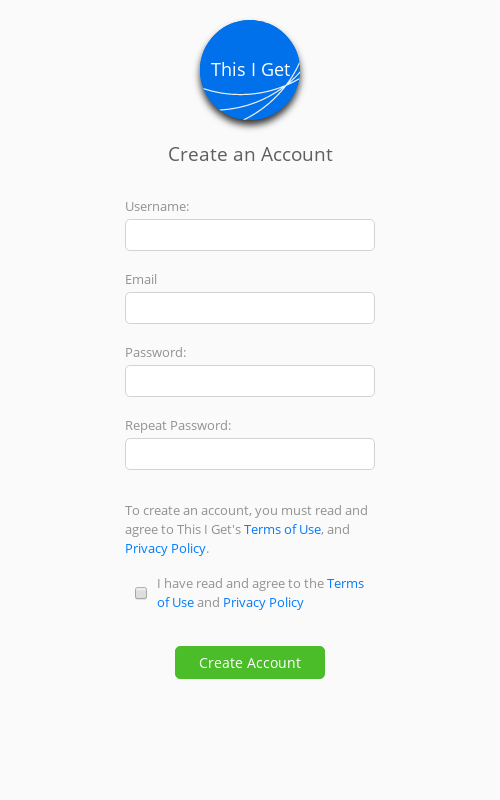 This I Get
Create an Account
Username:
Email
Password:
Repeat Password:
To create an account, you must read and
agree to This I Get's Terms of Use, and
Privacy Policy.
I have read and agree to the Terms
of Use and Privacy Policy
Create Account